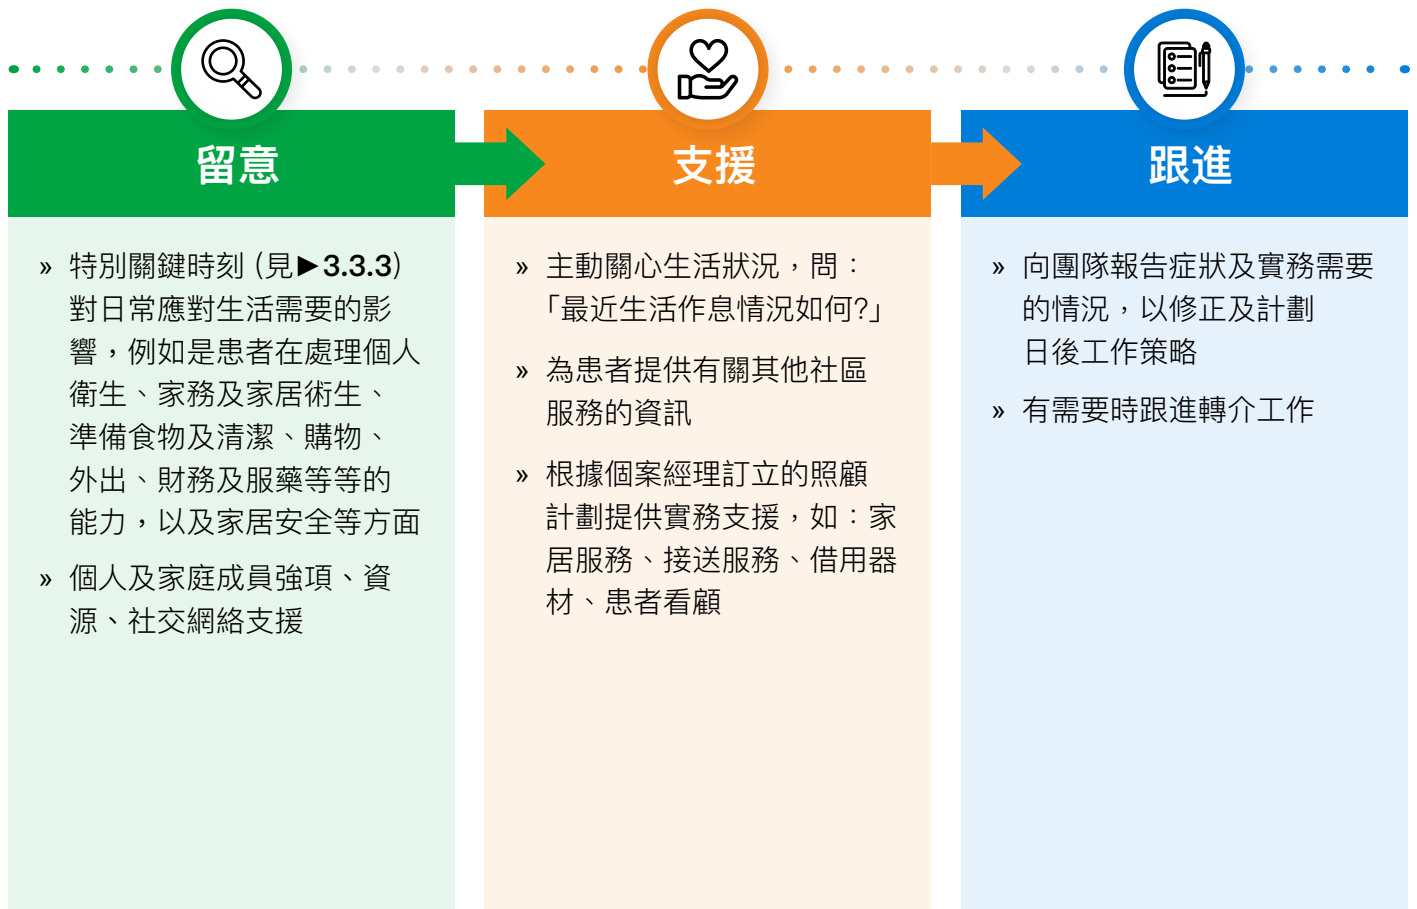 留意
» 特別關鍵時刻 (見►3.3.3)
對日常應對生活需要的影
響，例如是患者在處理個人
衛生、家務及家居術生、
準備食物及清潔、購物、
外出、財務及服藥等等的
能力，以及家居安全等方面
» 個人及家庭成員強項、資
源、社交網絡支援
支援
» 主動關心生活狀況，問：
「最近生活作息情況如何?」
» 為患者提供有關其他社區
服務的資訊
» 根據個案經理訂立的照顧
計劃提供實務支援，如：家
居服務、接送服務、借用器
材、患者看顧
跟進
» 向團隊報告症狀及實務需要
的情況，以修正及計劃
日後工作策略
» 有需要時跟進轉介工作